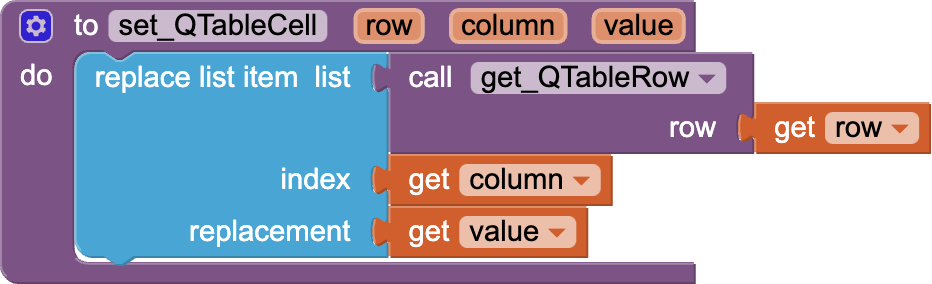 to set_QTableCell row column value
do replace list item list call get_QTableRow
row get row
index get column
replacement get value